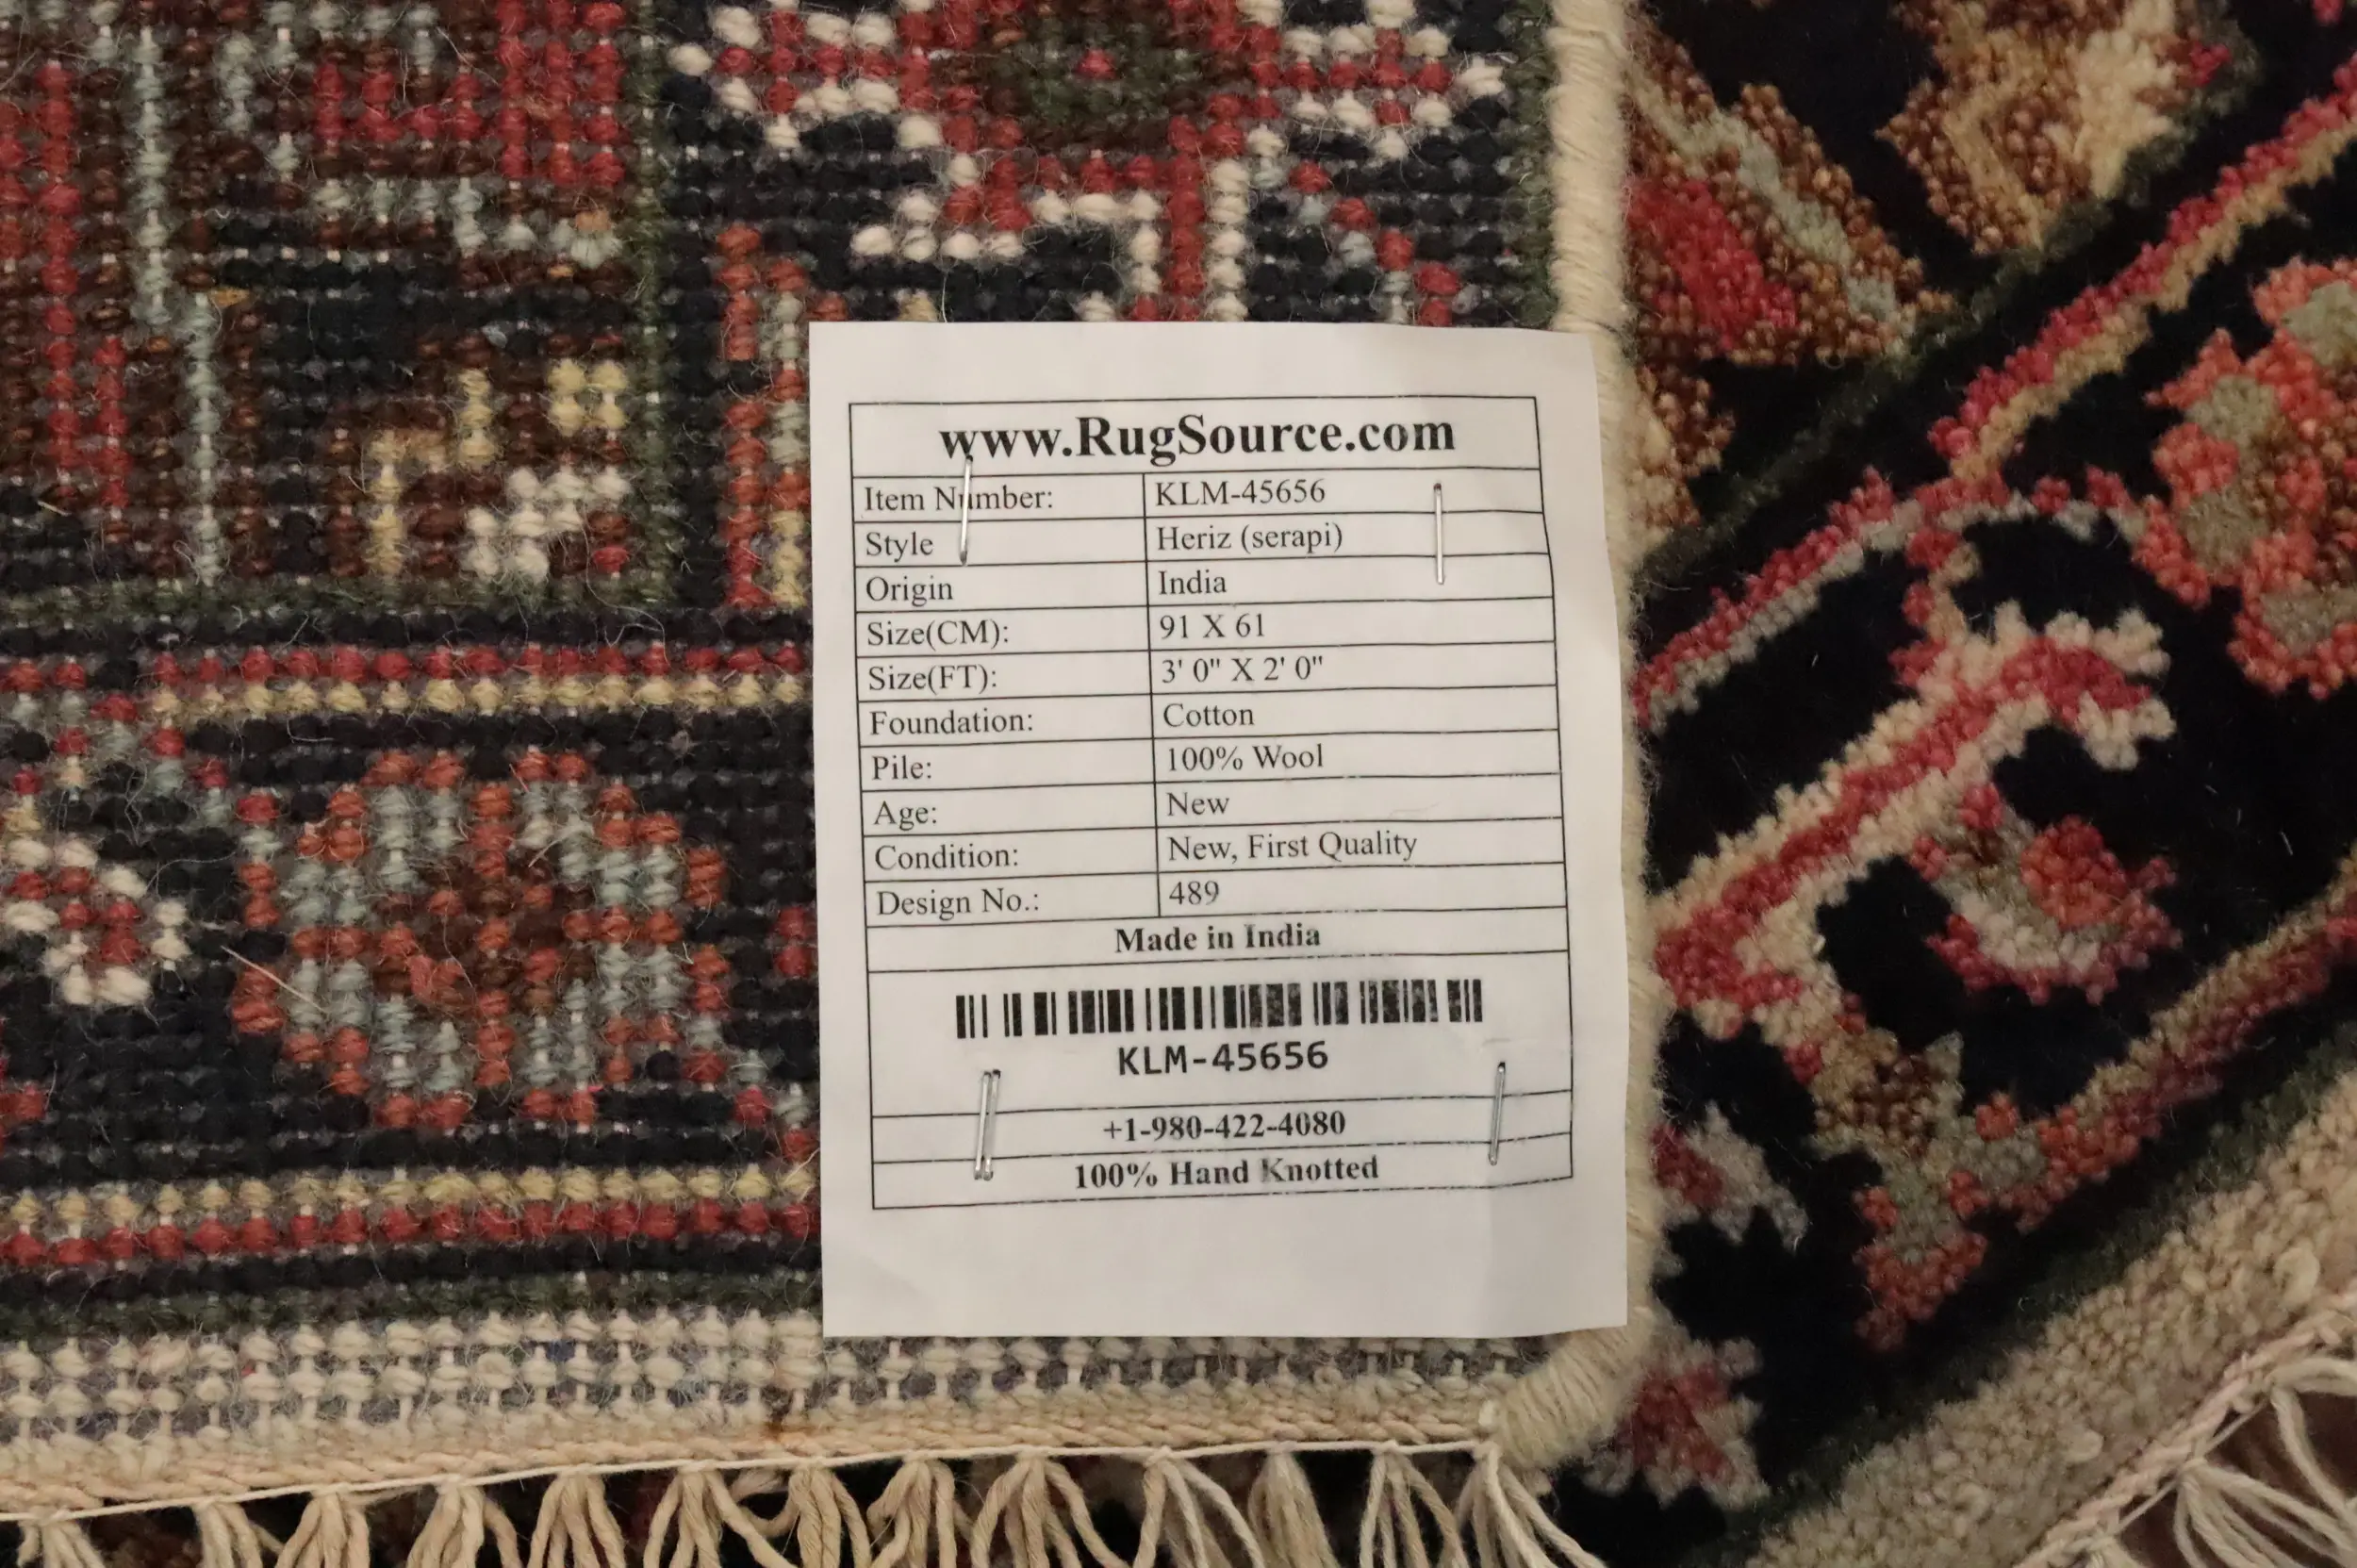 www.RugSource.com
Item Number: KLM-45656
Style Heriz (serapi)
Origin India
Size(CM): 91 X 61
Size(FT): 3' 0" X 2' 0"
Foundation: Cotton
Pile: 100% Wool
Age: New
Condition: New, First Quality
Design No.: 489
Made in India
KLM-45656
+1-980-422-4080
100% Hand Knotted